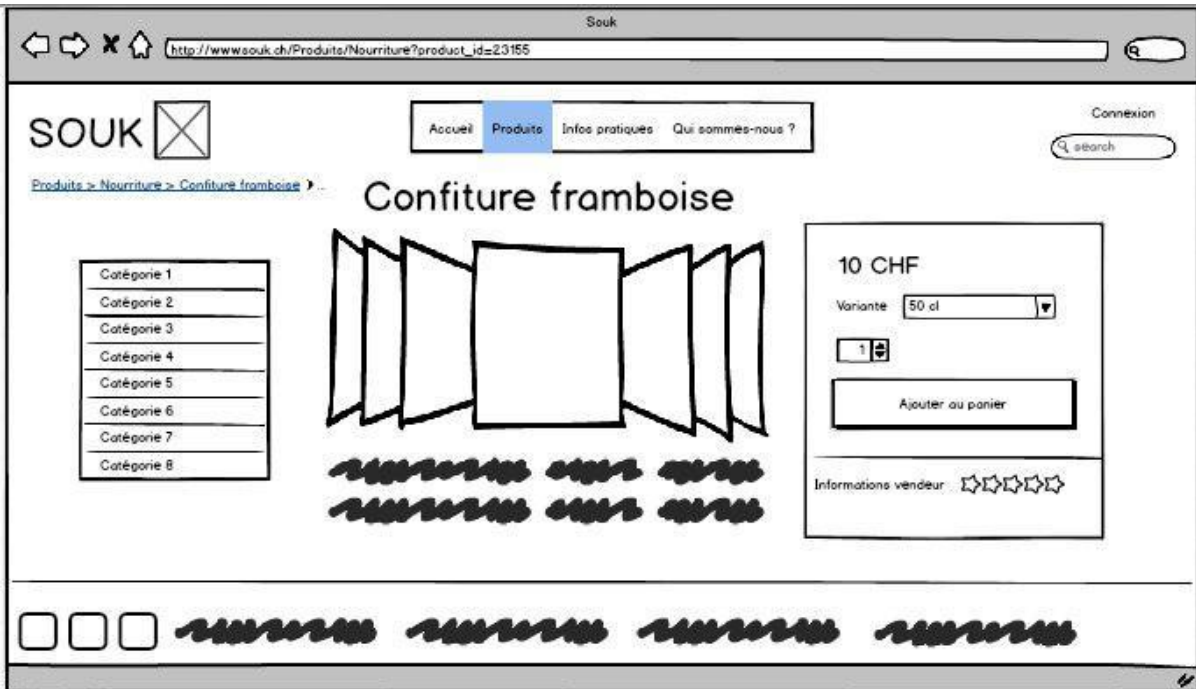 Souk
http://www.souk.ch/Produits/Nourriture?product_id=23155
SOUK
Accueil Produits Infos pratiques Qui sommes-nous ?
Connexion
search
Produits > Nourriture > Confiture framboise > ..
Confiture framboise
Catégorie 1
Catégorie 2
Catégorie 3
Catégorie 4
Catégorie 5
Catégorie 6
Catégorie 7
Catégorie 8
10 CHF
Variante 50 cl
1
Ajouter au panier
Informations vendeur